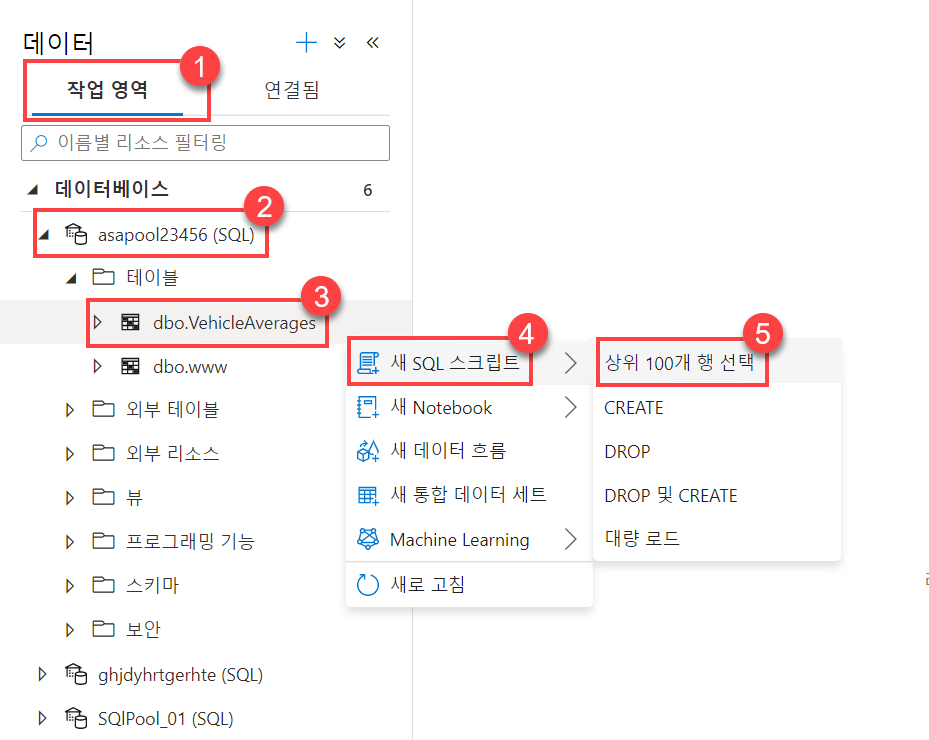 데이터
작업 영역
1
연결됨
이름별 리소스 필터링
데이터베이스 6
2
asapool23456 (SQL)
테이블
3
dbo.VehicleAverages
dbo.www
외부 테이블
외부 리소스
뷰
프로그래밍 기능
스키마
보안
ghjdyhrtgerhte (SQL)
SQlPool_01 (SQL)
4
새 SQL 스크립트
새 Notebook
새 데이터 흐름
새 통합 데이터 세트
Machine Learning
새로 고침
5
상위 100개 행 선택
CREATE
DROP
DROP 및 CREATE
대량 로드